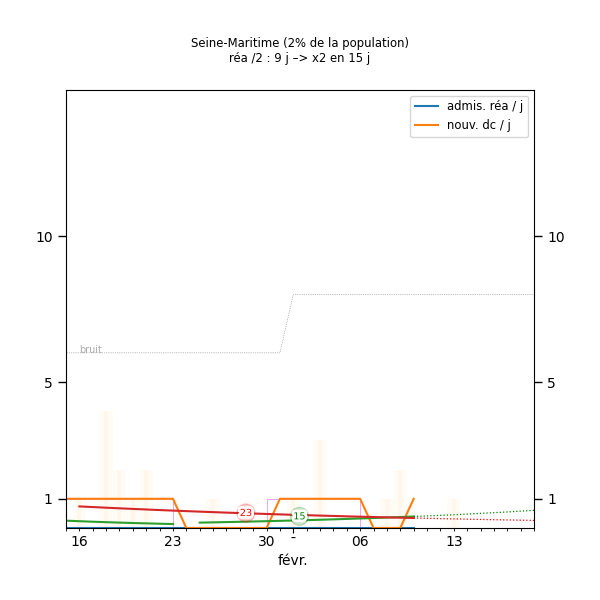 Seine-Maritime (2% de la population)
réa /2 : 9 j –> x2 en 15 j
admis. réa / j
nouv. dc / j
10
10
bruit
5
5
1
1
-23
15
16
23
30
-
06
13
févr.